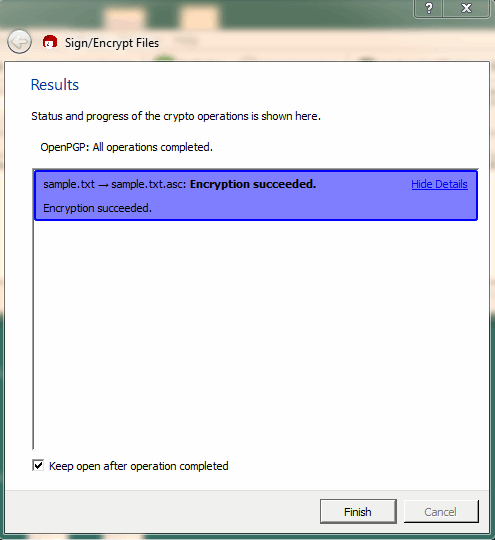 ?
Sign/Encrypt Files
Results
Status and progress of the crypto operations is shown here.
OpenPGP: All operations completed.
sample.txt → sample.txt.asc: Encryption succeeded. Hide Details
Encryption succeeded.
Keep open after operation completed
Finish Cancel